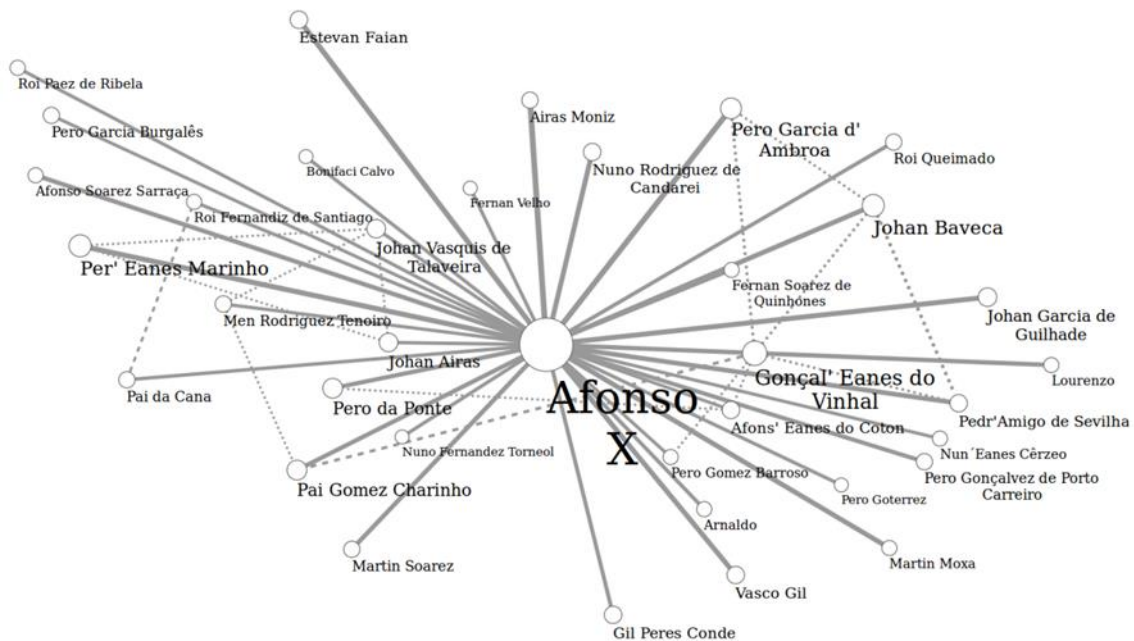 Estevan Faian
Roi Paez de Ribela
Airas Moniz
Pero Garcia Burgalês
Pero Garcia d'
Ambroa
Roi Queimado
Bonifaci Calvo
Nuno Rodriguez de
Candarei
Afonso Soarez Sarraça
Fernan Velho
Roi Fernandiz de Santiago
Johan Baveca
Johan Vasquis de
Talaveira
Per' Eanes Marinho
Fernan Soarez de
Quinhones
Johan Garcia de
Guilhade
Men Rodriguez Tenoiro
Johan Airas
Gonçal' Eanes do
Vinhal
Lourenzo
Pai da Cana
Afonso
X
Pero da Ponte
Afons' Eanes do Coton
Pedr'Amigo de Sevilha
Nuno Fernandez Torneol
Nun´Eanes Cêrzeo
Pero Gomez Barroso
Pero Gonçalvez de Porto
Carreiro
Pai Gomez Charinho
Pero Goterrez
Arnaldo
Martin Soarez
Martin Moxa
Vasco Gil
Gil Peres Conde